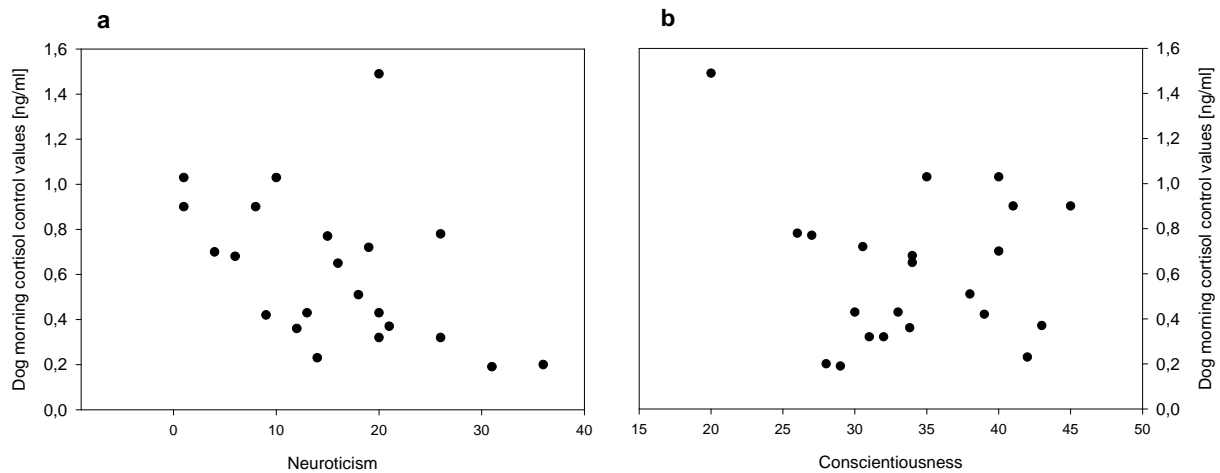 a
Dog morning cortisol control values [ng/ml]
1,6
1,4
1,2
1,0
0,8
0,6
0,4
0,2
0,0
0 10 20 30 40
Neuroticism
b
1,6
1,4
1,2
1,0
0,8
0,6
0,4
0,2
0,0
Dog morning cortisol control values [ng/ml]
15 20 25 30 35 40 45 50
Conscientiousness